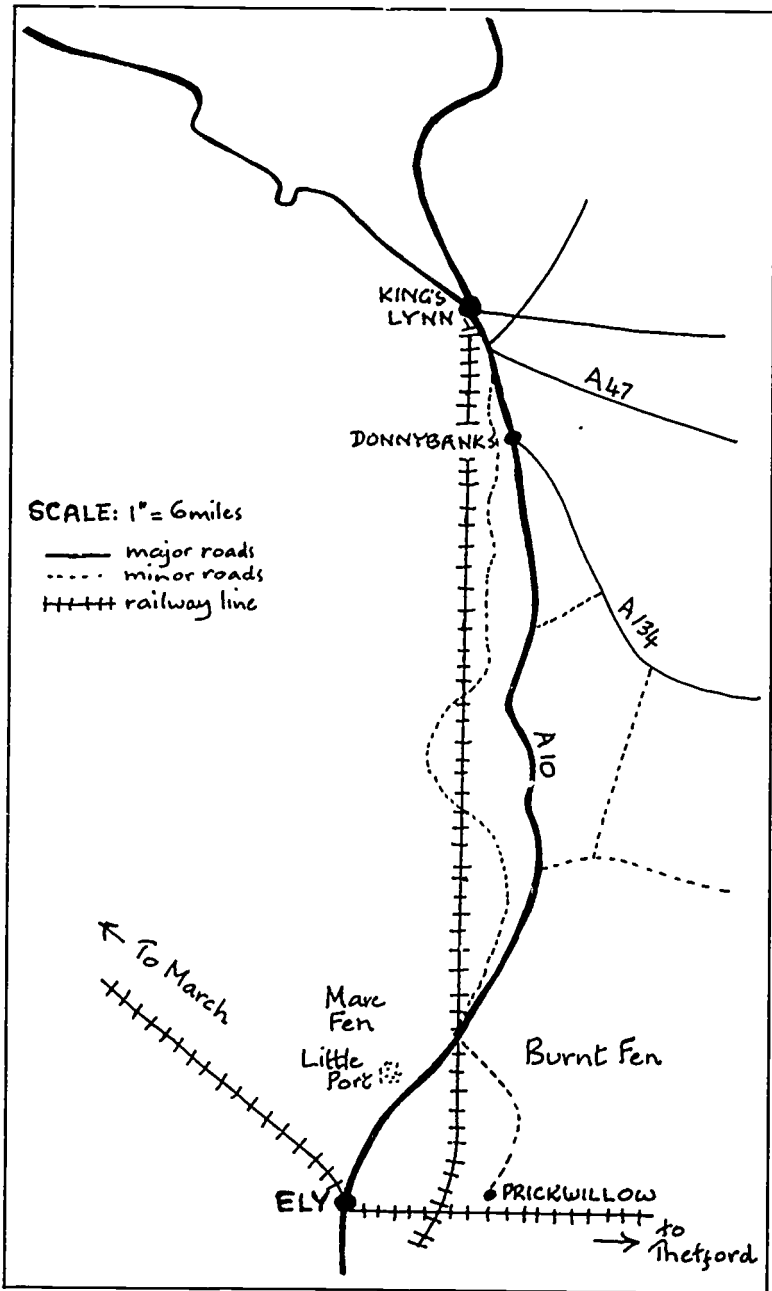 KING'S
LYNN
A47
DONNYBANKS
SCALE: 1" = 6 miles
major roads
minor roads
railway line
A134
A10
To March
Mare
Fen
Little
Port
Burnt Fen
ELY
PRICKWILLOW
to
Thetford